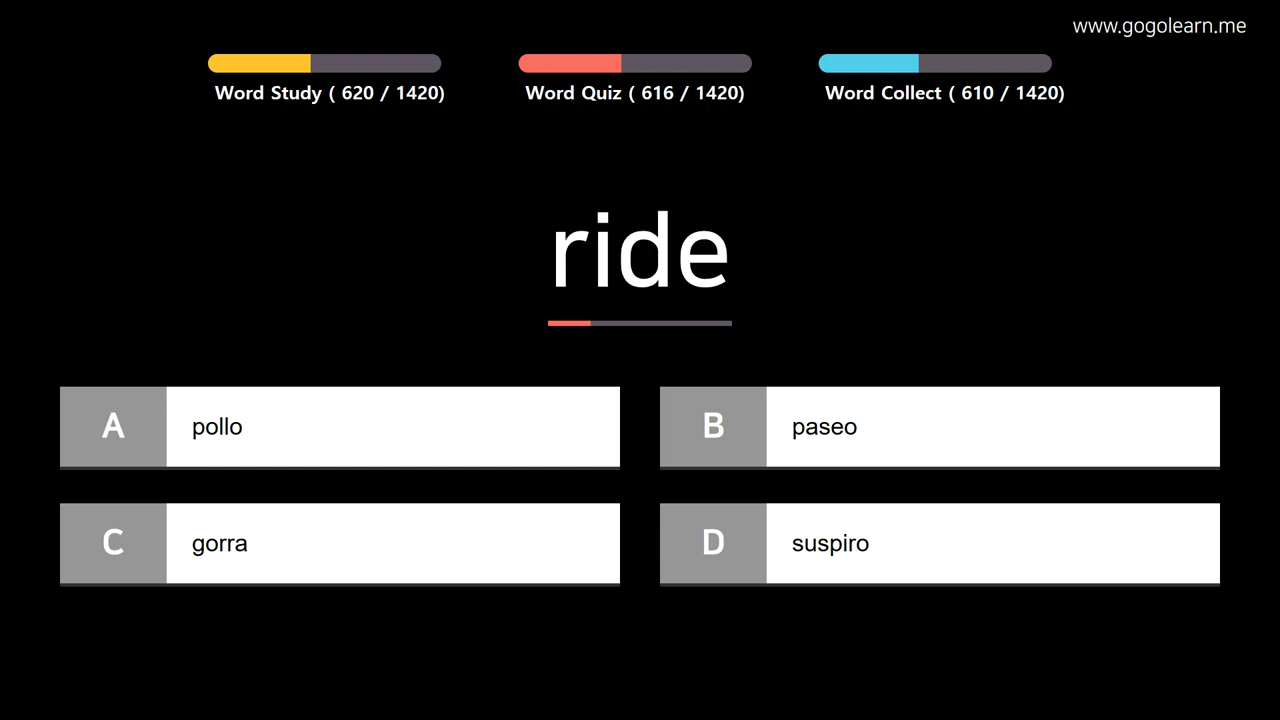 www.gogolearn.me
Word Study ( 620 / 1420)
Word Quiz ( 616 / 1420)
Word Collect ( 610 / 1420)
ride
A pollo
B paseo
C gorra
D suspiro